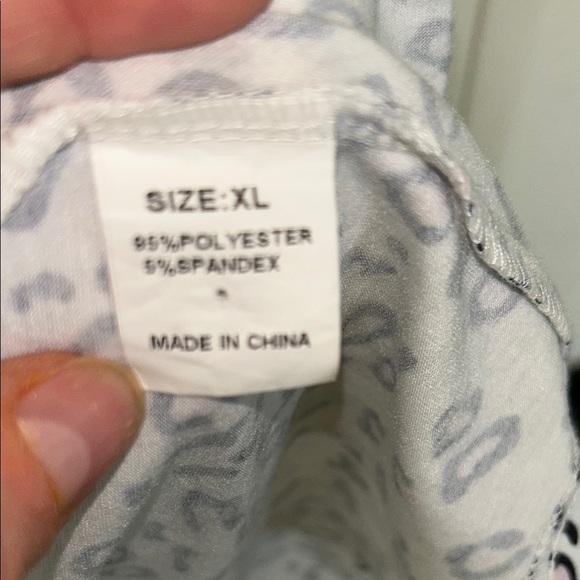 SIZE:XL
95%POLYESTER
5%SPANDEX
MADE IN CHINA